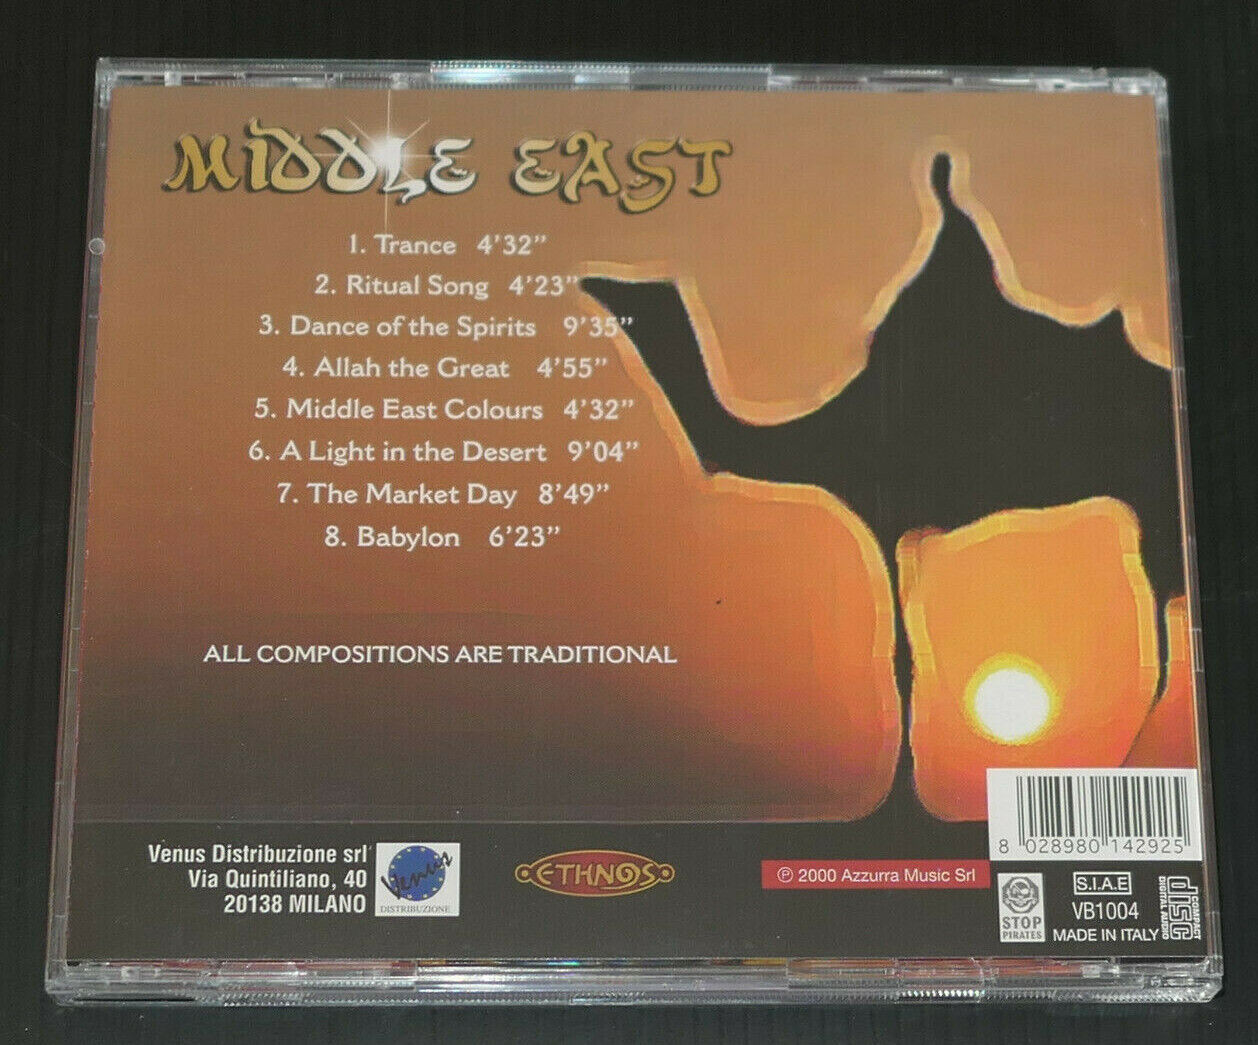 MIDDLE EAST
1. Trance 4'32"
2. Ritual Song 4'23"
3. Dance of the Spirits 9'35"
4. Allah the Great 4'55"
5. Middle East Colours 4'32"
6. A Light in the Desert 9'04"
7. The Market Day 8'49"
8. Babylon 6'23"
ALL COMPOSITIONS ARE TRADITIONAL
Venus Distribuzione srl
Via Quintiliano, 40
20138 MILANO
Venus
DISTRIBUZIONE
ETHNOS
℗ 2000 Azzurra Music Srl
8 028980 142925
STOP
PIRATES
S.I.A.E
VB1004
MADE IN ITALY
COMPACT
disc
DIGITAL AUDIO